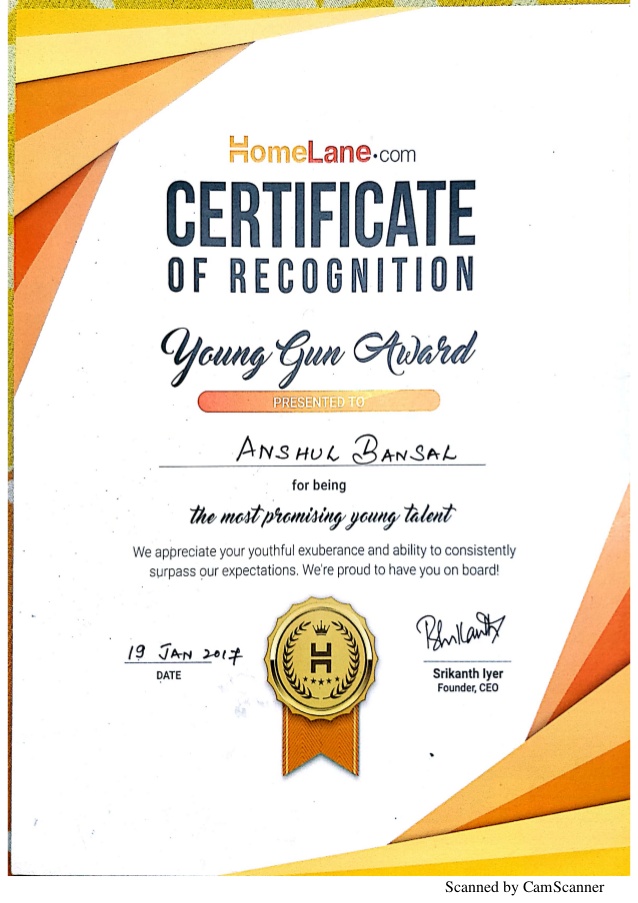 HomeLane.com
CERTIFICATE
OF RECOGNITION
Young Gun Award
PRESENTED TO
ANSHUL BANSAL
for being
the most promising young talent
We appreciate your youthful exuberance and ability to consistently
surpass our expectations. We're proud to have you on board!
19 JAN 2017
DATE
H
Srikanth Iyer
Founder, CEO
Scanned by CamScanner